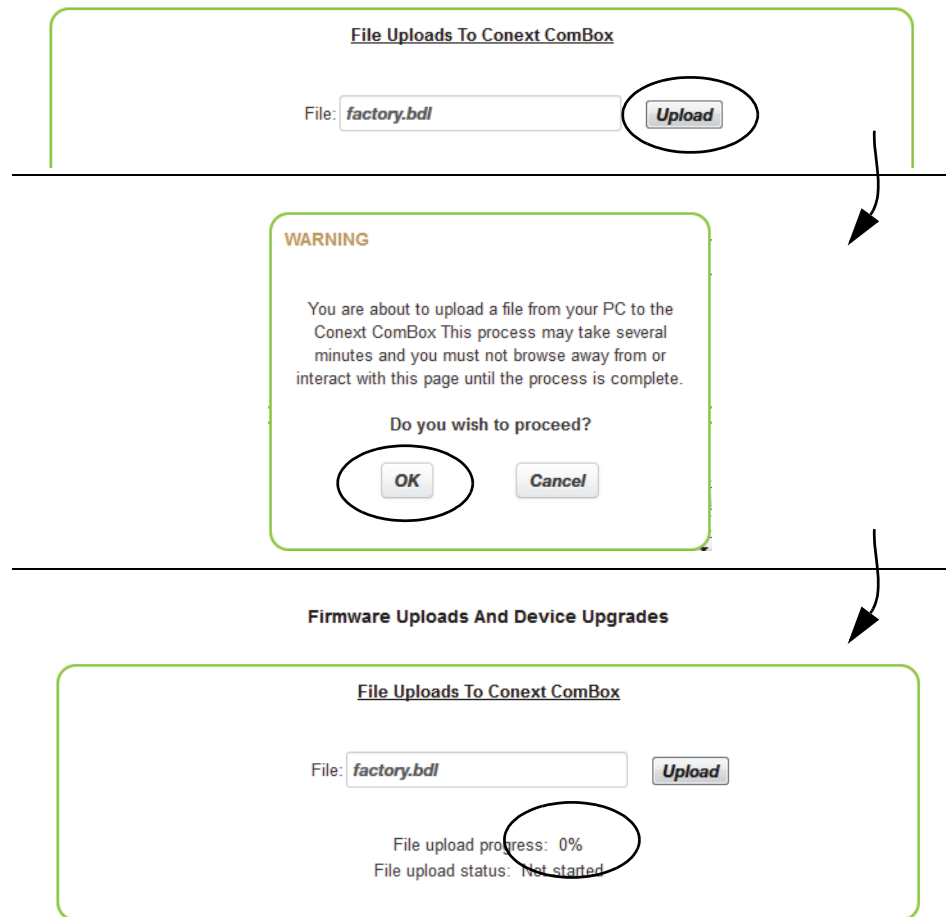 File Uploads To Conext ComBox
File: factory.bdl Upload
WARNING
You are about to upload a file from your PC to the
Conext ComBox This process may take several
minutes and you must not browse away from or
interact with this page until the process is complete.
Do you wish to proceed?
OK Cancel
Firmware Uploads And Device Upgrades
File Uploads To Conext ComBox
File: factory.bdl Upload
File upload progress: 0%
File upload status: Not started